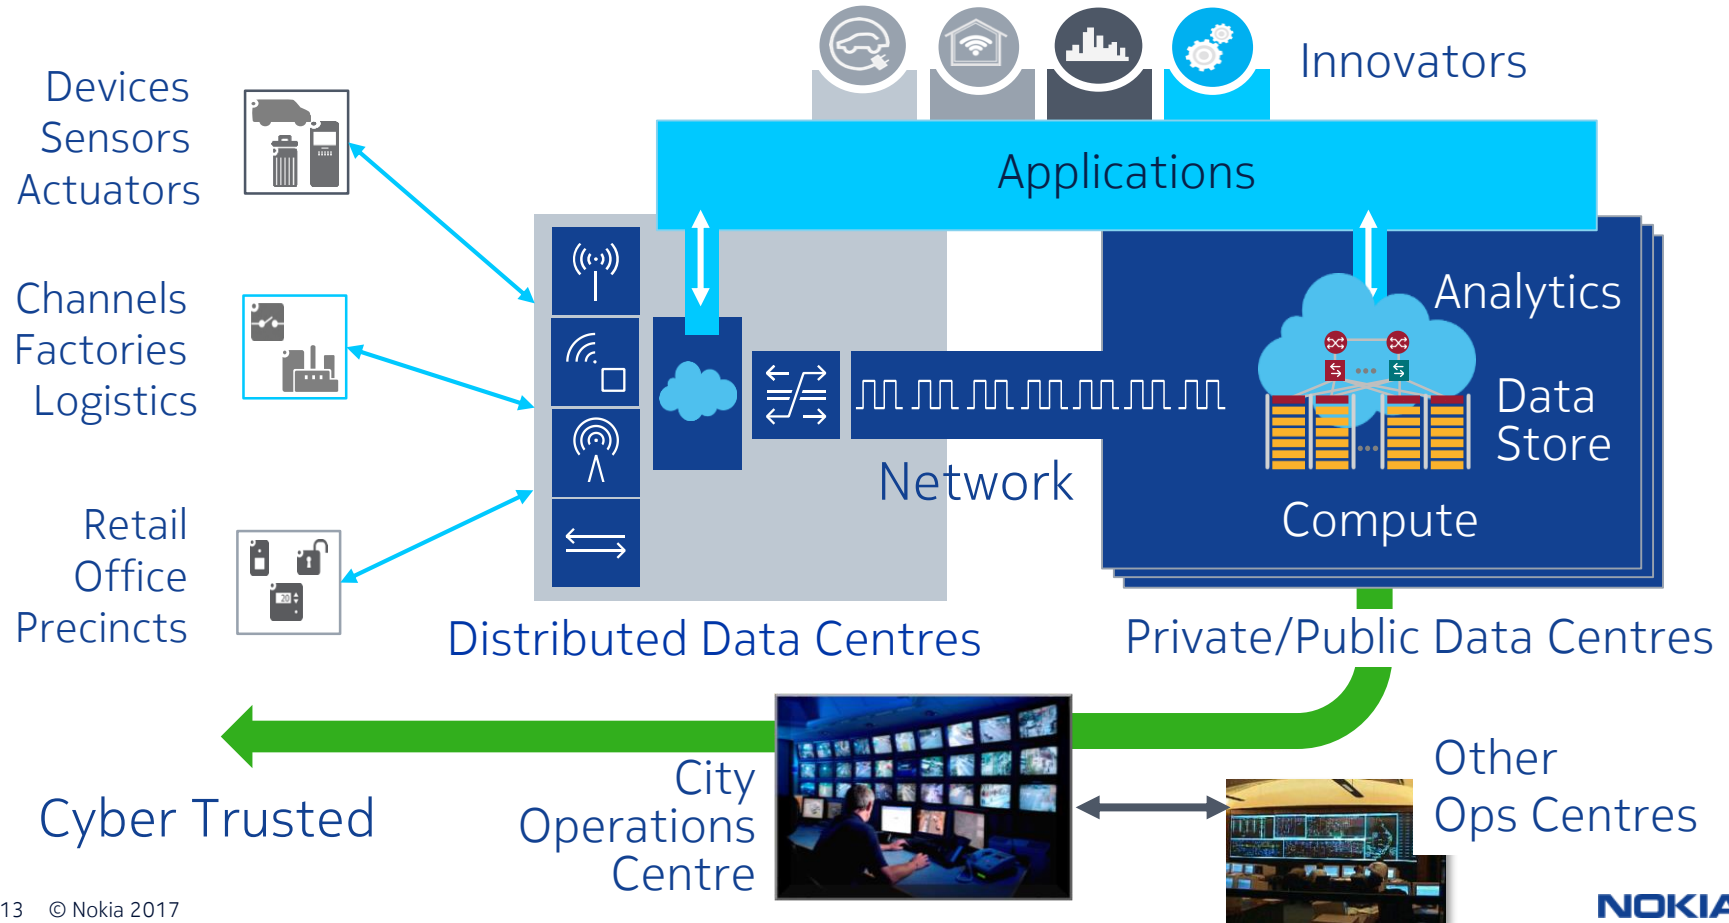 Innovators
Devices
Sensors
Actuators
Applications
Channels
Factories
Logistics
Analytics
Data
Store
Network
Compute
Retail
Office
Precincts
20
Distributed Data Centres
Private/Public Data Centres
Cyber Trusted
City
Operations
Centre
Other
Ops Centres
13 © Nokia 2017
NOKIA